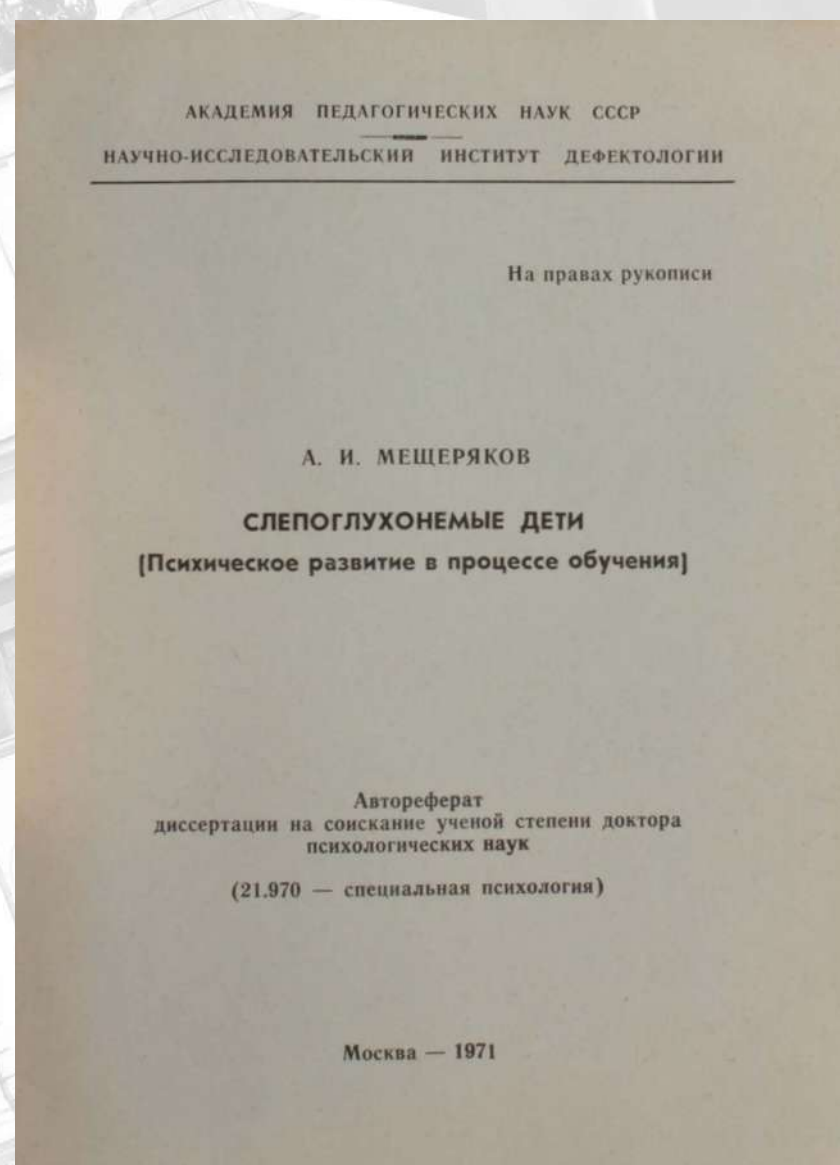 АКАДЕМИЯ ПЕДАГОГИЧЕСКИХ НАУК СССР
НАУЧНО-ИССЛЕДОВАТЕЛЬСКИЙ ИНСТИТУТ ДЕФЕКТОЛОГИИ
На правах рукописи
А. И. МЕЩЕРЯКОВ
СЛЕПОГЛУХОНЕМЫЕ ДЕТИ
[Психическое развитие в процессе обучения]
Автореферат
диссертации на соискание ученой степени доктора
психологических наук
(21.970 — специальная психология)
Москва — 1971